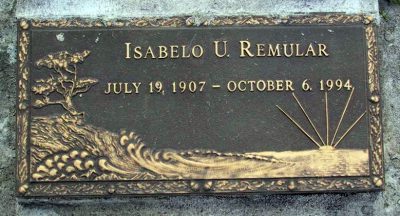 Isabelo U. Remular
July 19, 1907 – October 6, 1994